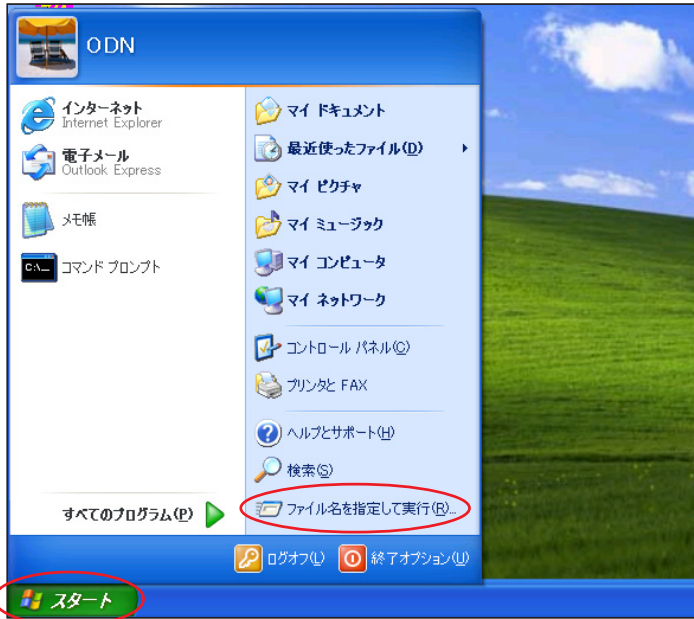 ODN
インターネット
Internet Explorer
電子メール
Outlook Express
メモ帳
C:\_
コマンド プロンプト
すべてのプログラム(P)
マイ ドキュメント
最近使ったファイル(D)
マイ ピクチャ
マイ ミュージック
マイ コンピュータ
マイ ネットワーク
コントロール パネル(C)
プリンタと FAX
ヘルプとサポート(H)
検索(S)
ファイル名を指定して実行(R)...
ログオフ(L)
終了オプション(U)
スタート